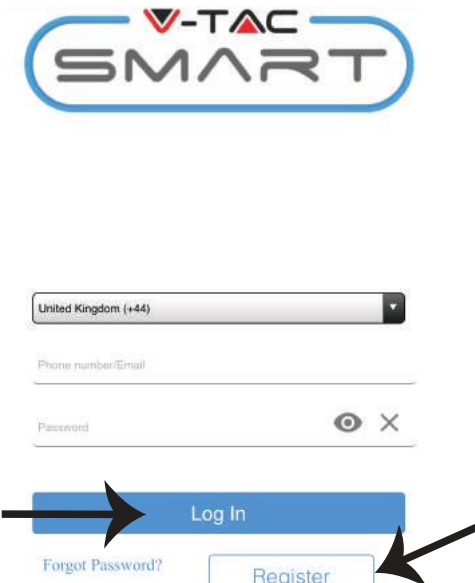 V-TAC
SMART
United Kingdom (+44)
Phone number/Email
Password
Log In
Forgot Password?
Register